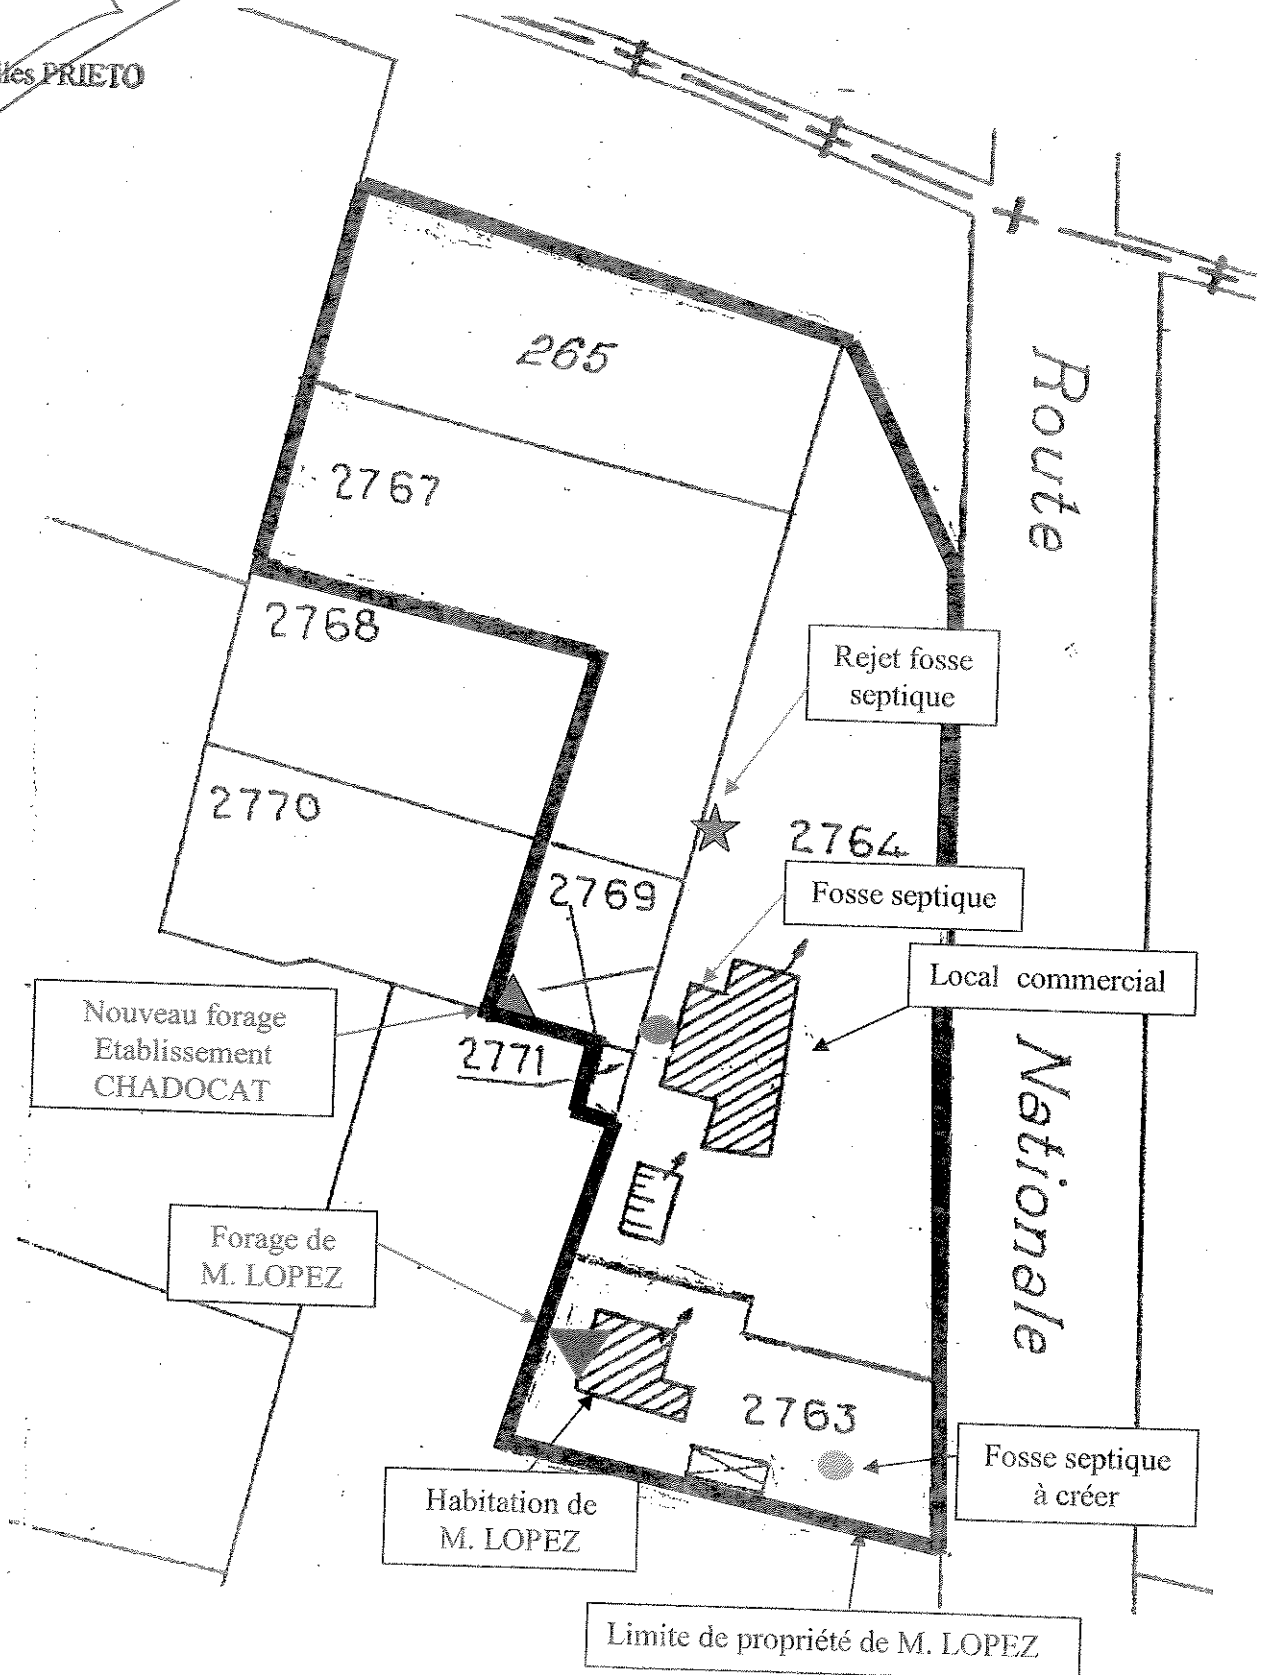 PRIETO
265
Route
2767
2768
Rejet fosse
septique
2770
2764
2769
Fosse septique
Local commercial
Nouveau forage
Etablissement
CHADOCAT
2771
Nationale
Forage de
M. LOPEZ
2763
Fosse septique
à créer
Habitation de
M. LOPEZ
Limite de propriété de M. LOPEZ